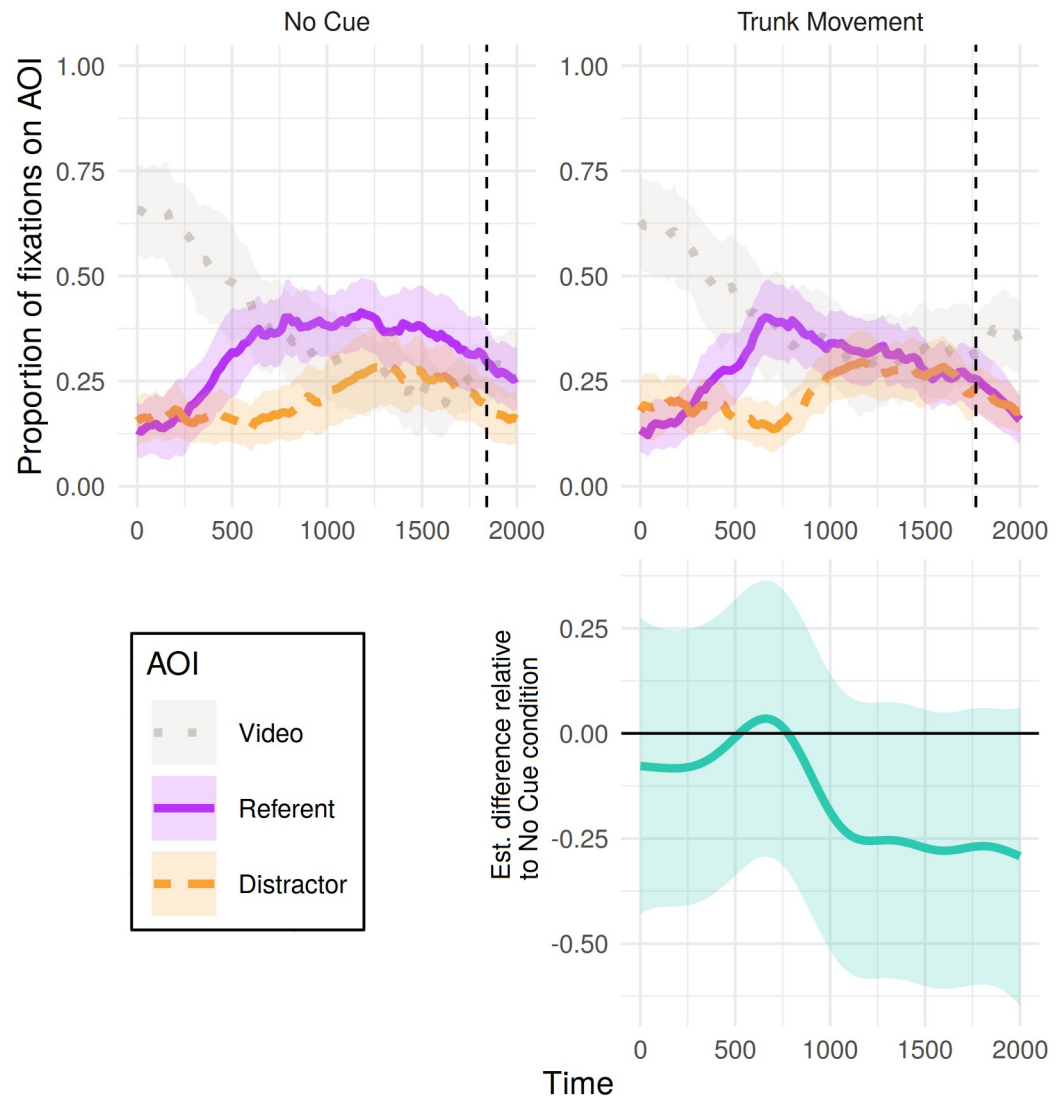 No Cue
Trunk Movement
Proportion of fixations on AOI
1.00
0.75
0.50
0.25
0.00
0 500 1000 1500 2000
1.00
0.75
0.50
0.25
0.00
0 500 1000 1500 2000
AOI
Video
Referent
Distractor
Est. difference relative
to No Cue condition
0.25
0.00
-0.25
-0.50
0 500 1000 1500 2000
Time